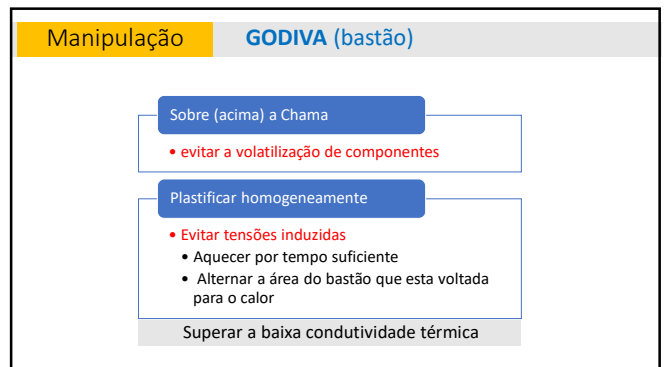 Manipulação
GODIVA (bastão)
Sobre (acima) a Chama
• evitar a volatilização de componentes
Plastificar homogeneamente
• Evitar tensões induzidas
• Aquecer por tempo suficiente
• Alternar a área do bastão que esta voltada
para o calor
Superar a baixa condutividade térmica